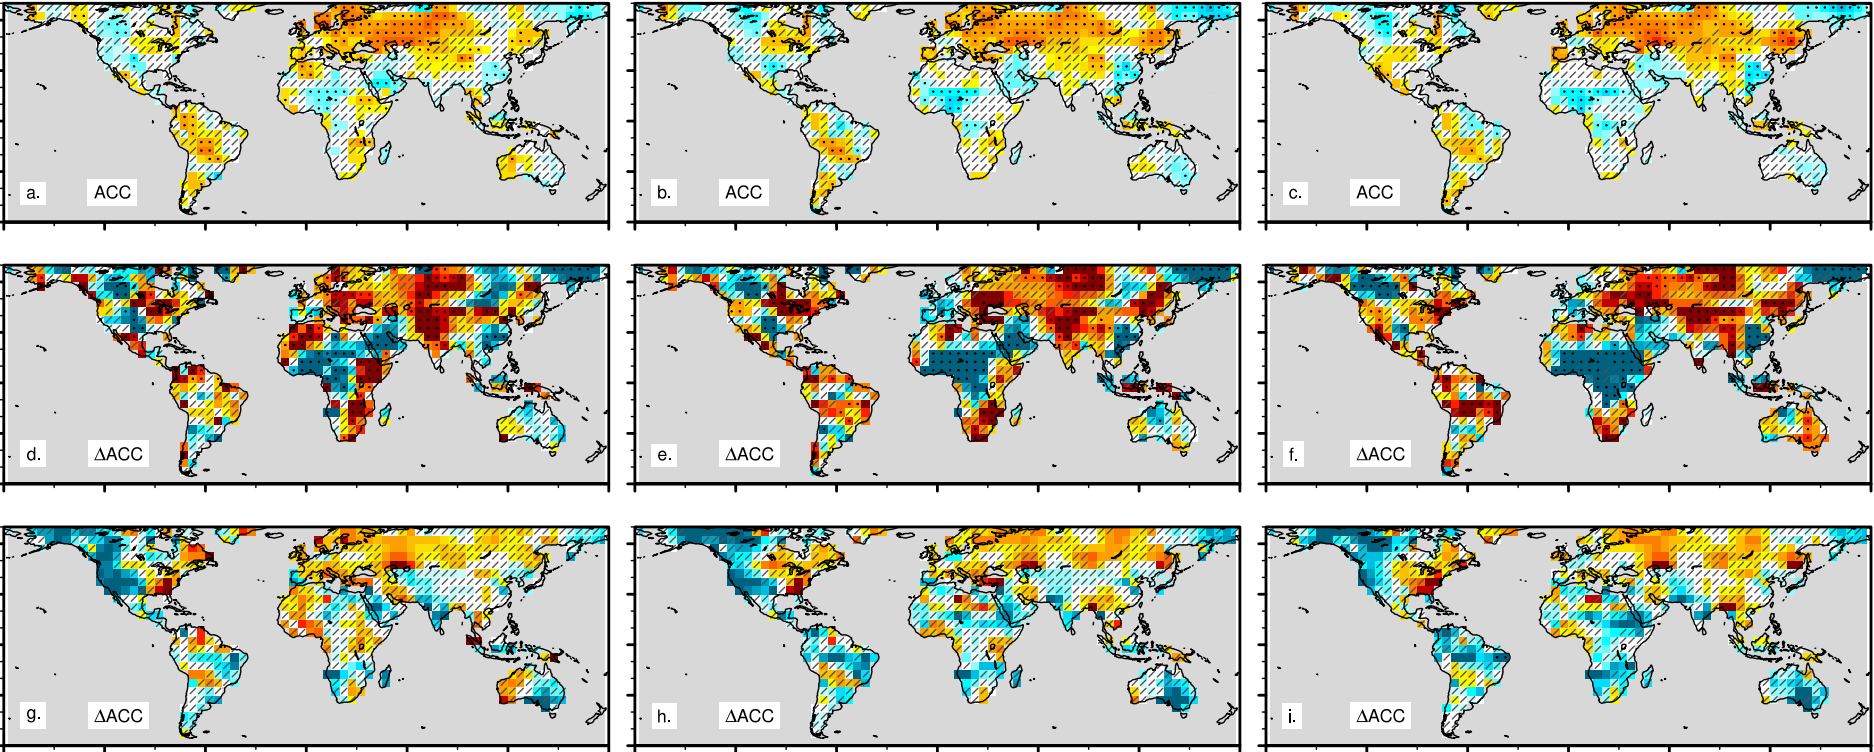 a. ACC
b. ACC
c. ACC
d. ΔACC
e. ΔACC
f. ΔACC
g. ΔACC
h. ΔACC
i. ΔACC